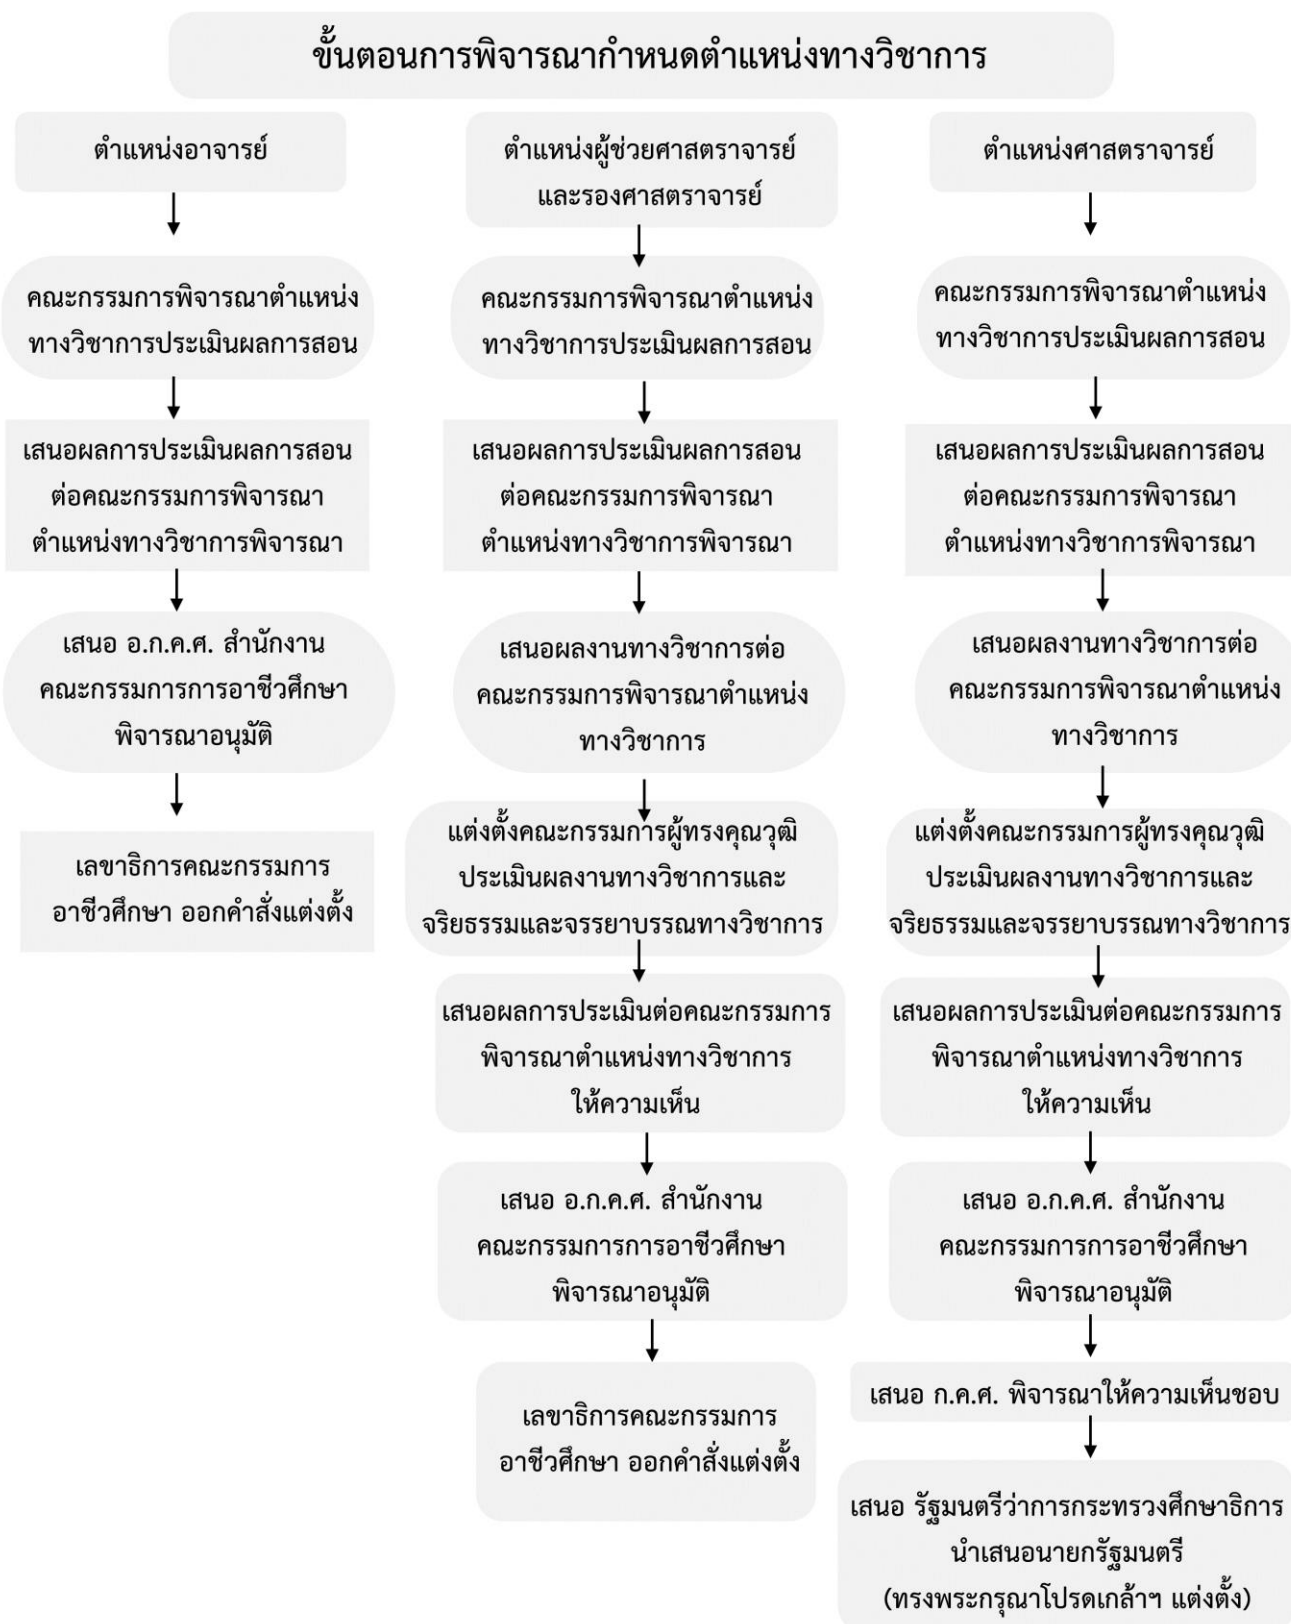 ขั้นตอนการพิจารณากำหนดตำแหน่งทางวิชาการ
ตำแหน่งอาจารย์
คณะกรรมการพิจารณาตำแหน่ง
ทางวิชาการประเมินผลการสอน
เสนอผลการประเมินผลการสอน
ต่อคณะกรรมการพิจารณา
ตำแหน่งทางวิชาการพิจารณา
เสนอ อ.ก.ค.ศ. สำนักงาน
คณะกรรมการการอาชีวศึกษา
พิจารณาอนุมัติ
เลขาธิการคณะกรรมการ
อาชีวศึกษา ออกคำสั่งแต่งตั้ง
ตำแหน่งผู้ช่วยศาสตราจารย์
และรองศาสตราจารย์
คณะกรรมการพิจารณาตำแหน่ง
ทางวิชาการประเมินผลการสอน
เสนอผลการประเมินผลการสอน
ต่อคณะกรรมการพิจารณา
ตำแหน่งทางวิชาการพิจารณา
เสนอผลงานทางวิชาการต่อ
คณะกรรมการพิจารณาตำแหน่ง
ทางวิชาการ
แต่งตั้งคณะกรรมการผู้ทรงคุณวุฒิ
ประเมินผลงานทางวิชาการและ
จริยธรรมและจรรยาบรรณทางวิชาการ
เสนอผลการประเมินต่อคณะกรรมการ
พิจารณาตำแหน่งทางวิชาการ
ให้ความเห็น
เสนอ อ.ก.ค.ศ. สำนักงาน
คณะกรรมการการอาชีวศึกษา
พิจารณาอนุมัติ
เลขาธิการคณะกรรมการ
อาชีวศึกษา ออกคำสั่งแต่งตั้ง
ตำแหน่งศาสตราจารย์
คณะกรรมการพิจารณาตำแหน่ง
ทางวิชาการประเมินผลการสอน
เสนอผลการประเมินผลการสอน
ต่อคณะกรรมการพิจารณา
ตำแหน่งทางวิชาการพิจารณา
เสนอผลงานทางวิชาการต่อ
คณะกรรมการพิจารณาตำแหน่ง
ทางวิชาการ
แต่งตั้งคณะกรรมการผู้ทรงคุณวุฒิ
ประเมินผลงานทางวิชาการและ
จริยธรรมและจรรยาบรรณทางวิชาการ
เสนอผลการประเมินต่อคณะกรรมการ
พิจารณาตำแหน่งทางวิชาการ
ให้ความเห็น
เสนอ อ.ก.ค.ศ. สำนักงาน
คณะกรรมการการอาชีวศึกษา
พิจารณาอนุมัติ
เสนอ ก.ค.ศ. พิจารณาให้ความเห็นชอบ
เสนอ รัฐมนตรีว่าการกระทรวงศึกษาธิการ
นำเสนอนายกรัฐมนตรี
(ทรงพระกรุณาโปรดเกล้าฯ แต่งตั้ง)